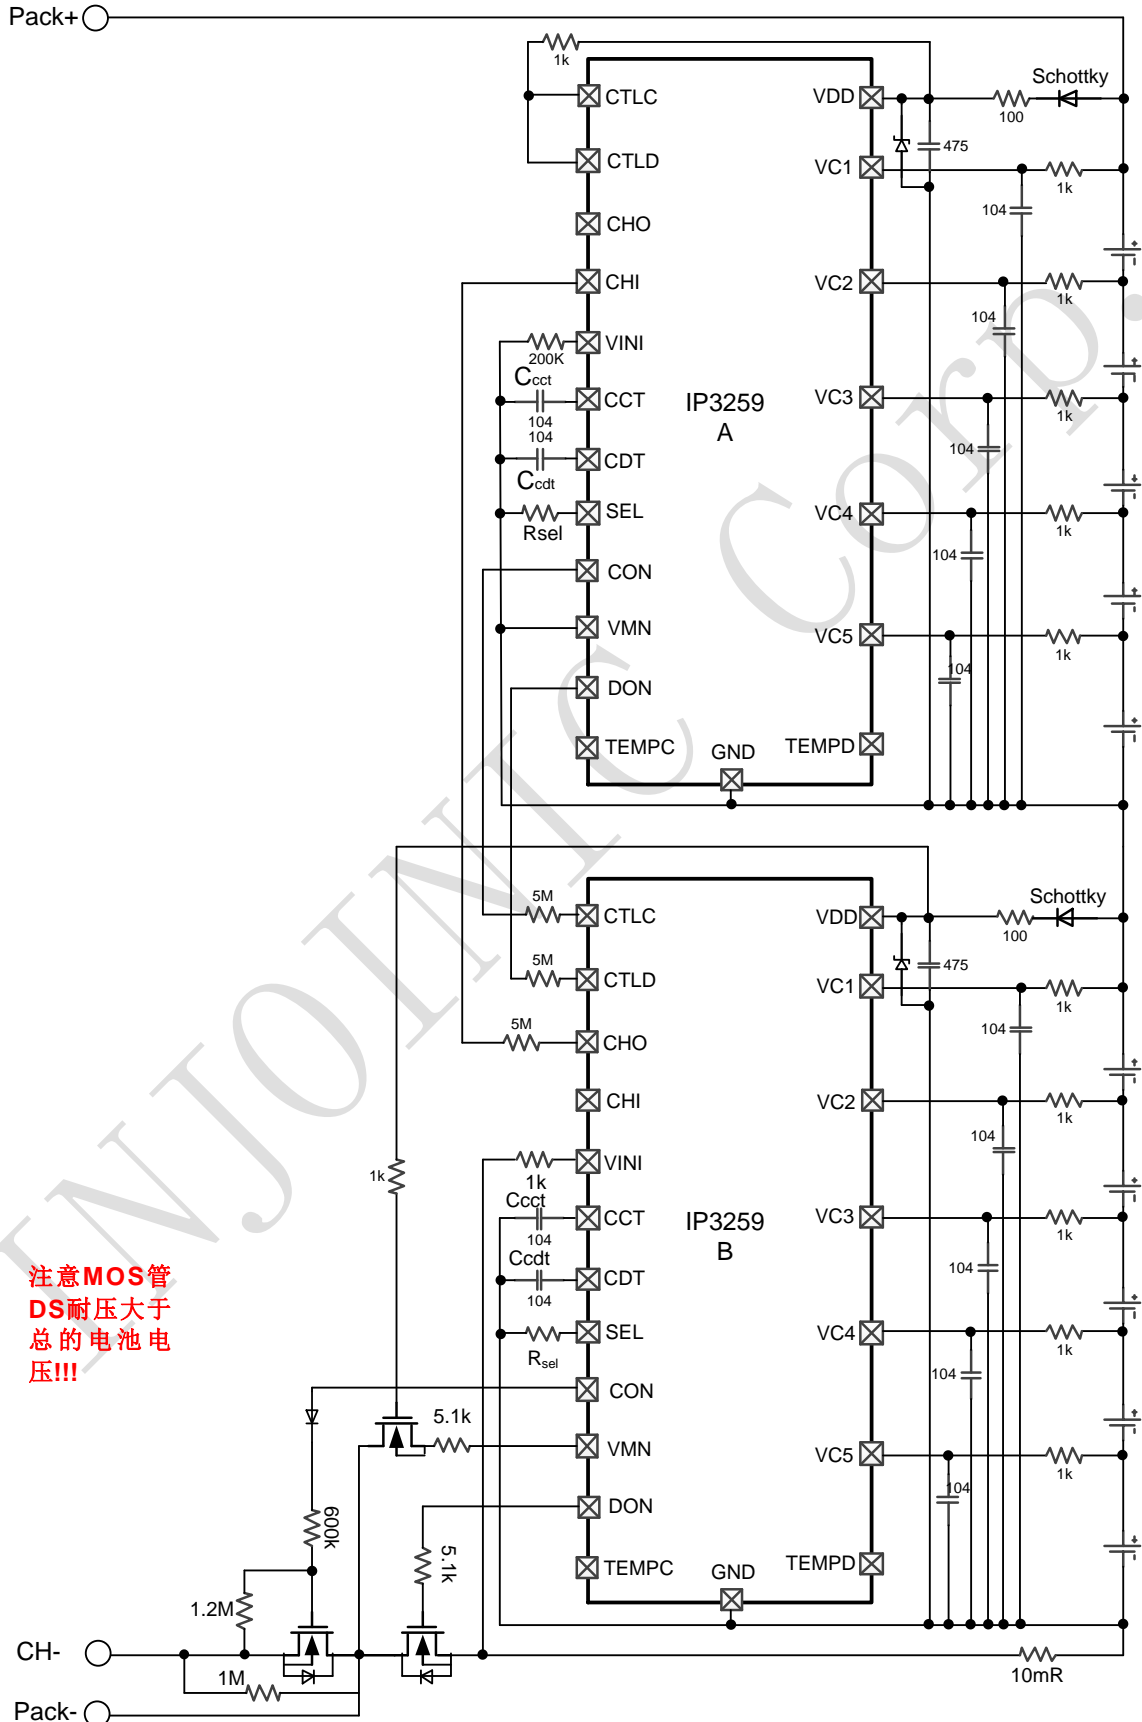 Pack+
1k
Schottky
CTLC
VDD
100
475
CTLD
VC1
1k
104
CHO
CHI
VC2
1k
104
VINI
200K
Ccct
CCT
104
IP3259
A
VC3
1k
104
104
CDT
Ccdt
SEL
Rsel
VC4
1k
104
CON
VMN
VC5
1k
104
DON
TEMPC
GND
TEMPD
5M
CTLC
VDD
Schottky
100
475
5M
CTLD
VC1
1k
104
5M
CHO
CHI
VC2
1k
104
1k
VINI
1k
Ccct
CCT
104
IP3259
B
VC3
1k
104
Ccdt
CDT
104
注意MOS管
DS耐压大于
总的电池电
压!!!
SEL
Rsel
VC4
1k
104
CON
5.1k
VMN
VC5
1k
104
DON
600k
5.1k
TEMPC
GND
TEMPD
1.2M
CH-
1M
10mR
Pack-
INJOINIC Corp.